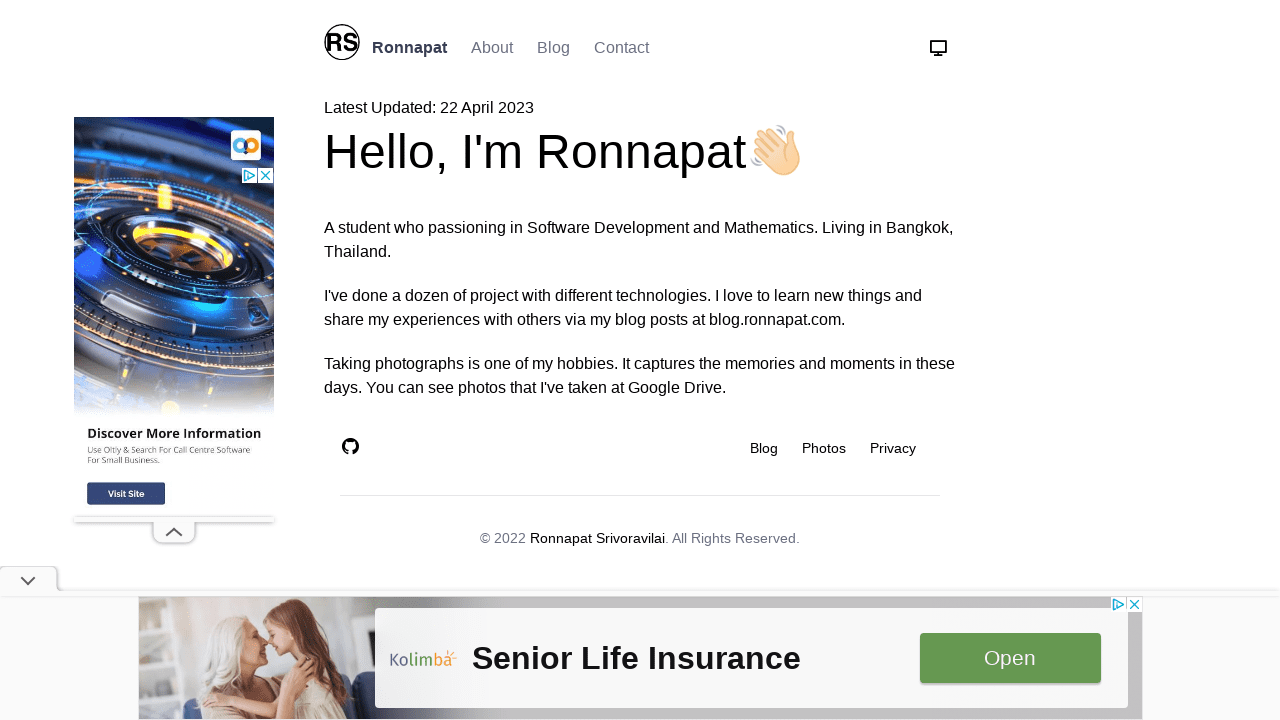 RS
Ronnapat About Blog Contact
Latest Updated: 22 April 2023
Hello, I'm Ronnapat
A student who passioning in Software Development and Mathematics. Living in Bangkok,
Thailand.
I've done a dozen of project with different technologies. I love to learn new things and
share my experiences with others via my blog posts at blog.ronnapat.com.
Taking photographs is one of my hobbies. It captures the memories and moments in these
days. You can see photos that I've taken at Google Drive.
Discover More Information
Use Oltly & Search For Call Centre Software
For Small Business.
Visit Site
Blog Photos Privacy
© 2022 Ronnapat Srivoravilai. All Rights Reserved.
Kolimba
Senior Life Insurance
Open